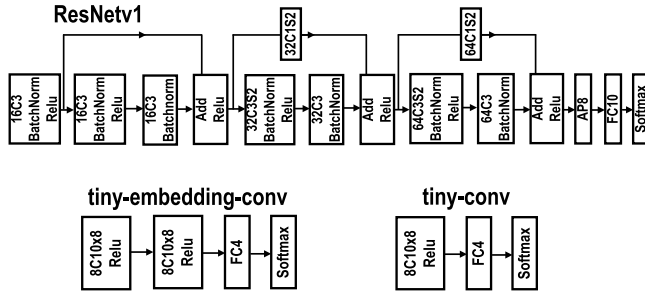 ResNetv1
32C1S2
64C1S2
16C3
BatchNorm
Relu
16C3
BatchNorm
Relu
16C3
Batchnorm
Add
Relu
32C3S2
BatchNorm
Relu
32C3
BatchNorm
Add
Relu
64C3S2
BatchNorm
Relu
64C3
BatchNorm
Add
Relu
AP8
FC10
Softmax
tiny-embedding-conv
8C10x8
Relu
8C10x8
Relu
FC4
Softmax
tiny-conv
8C10x8
Relu
FC4
Softmax